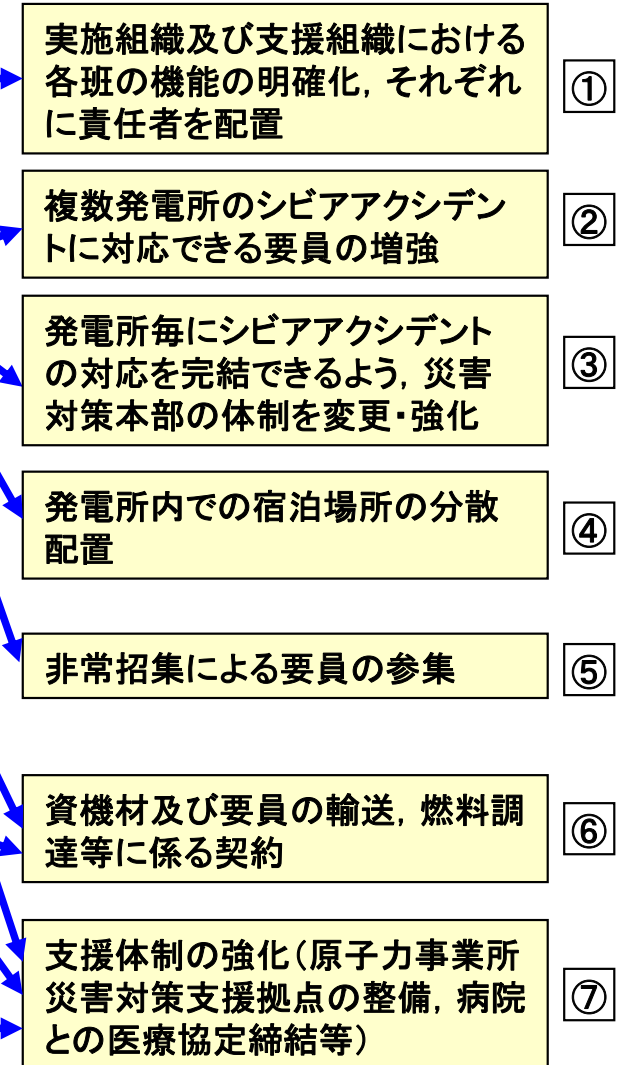 実施組織及び支援組織における
各班の機能の明確化，それぞれ
に責任者を配置
①
複数発電所のシビアアクシデン
トに対応できる要員の増強
②
発電所毎にシビアアクシデント
の対応を完結できるよう，災害
対策本部の体制を変更・強化
③
発電所内での宿泊場所の分散
配置
④
非常招集による要員の参集
⑤
資機材及び要員の輸送，燃料調
達等に係る契約
⑥
支援体制の強化（原子力事業所
災害対策支援拠点の整備，病院
との医療協定締結等）
⑦